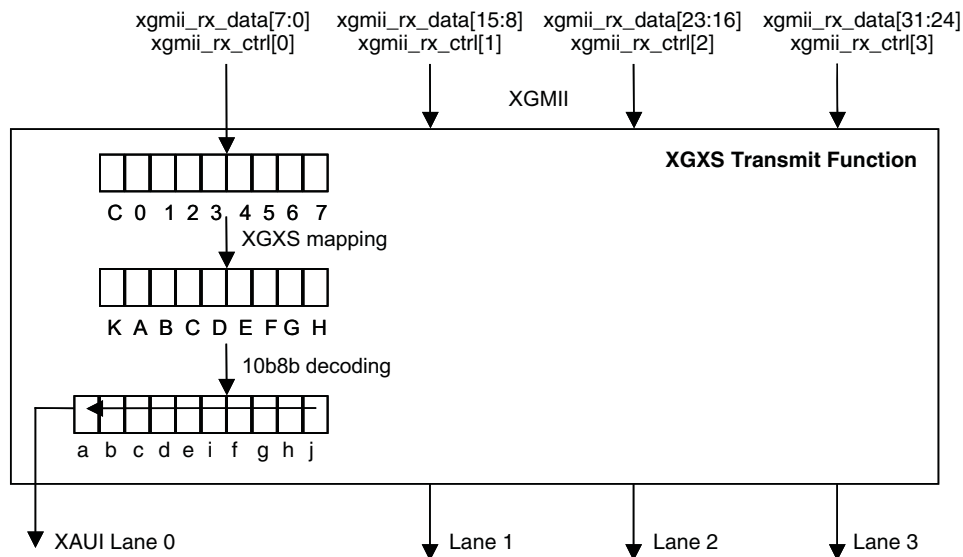 xgmii_rx_data[7:0] xgmii_rx_data[15:8] xgmii_rx_data[23:16] xgmii_rx_data[31:24]
xgmii_rx_ctrl[0] xgmii_rx_ctrl[1] xgmii_rx_ctrl[2] xgmii_rx_ctrl[3]
XGMII
XGXS Transmit Function
C 0 1 2 3 4 5 6 7
XGXS mapping
K A B C D E F G H
10b8b decoding
a b c d e i f g h j
XAUI Lane 0 Lane 1 Lane 2 Lane 3